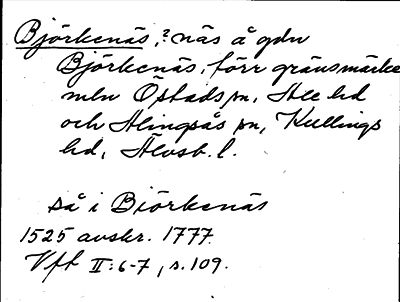 Björkenäs, ? näs å gdn
Björkenäs, förr gränsmärke
mln Östads sn, Ale hd
och Alingsås sn, Kullings
hd, Älvsb. l.
så i Biörkenäs
1525 avskr. 1777.
Vft II: 6-7, s. 109.